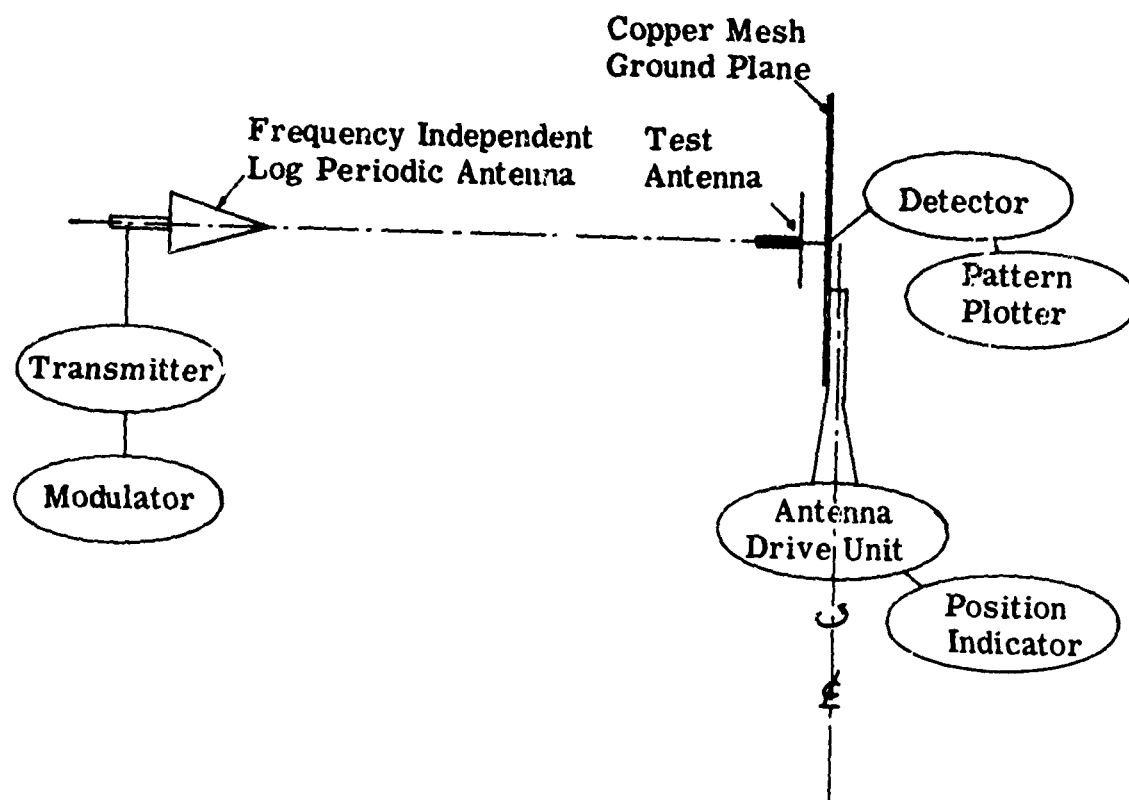 Copper Mesh
Ground Plane
Frequency Independent
Log Periodic Antenna
Test
Antenna
Detector
Pattern
Plotter
Transmitter
Modulator
Antenna
Drive Unit
Position
Indicator